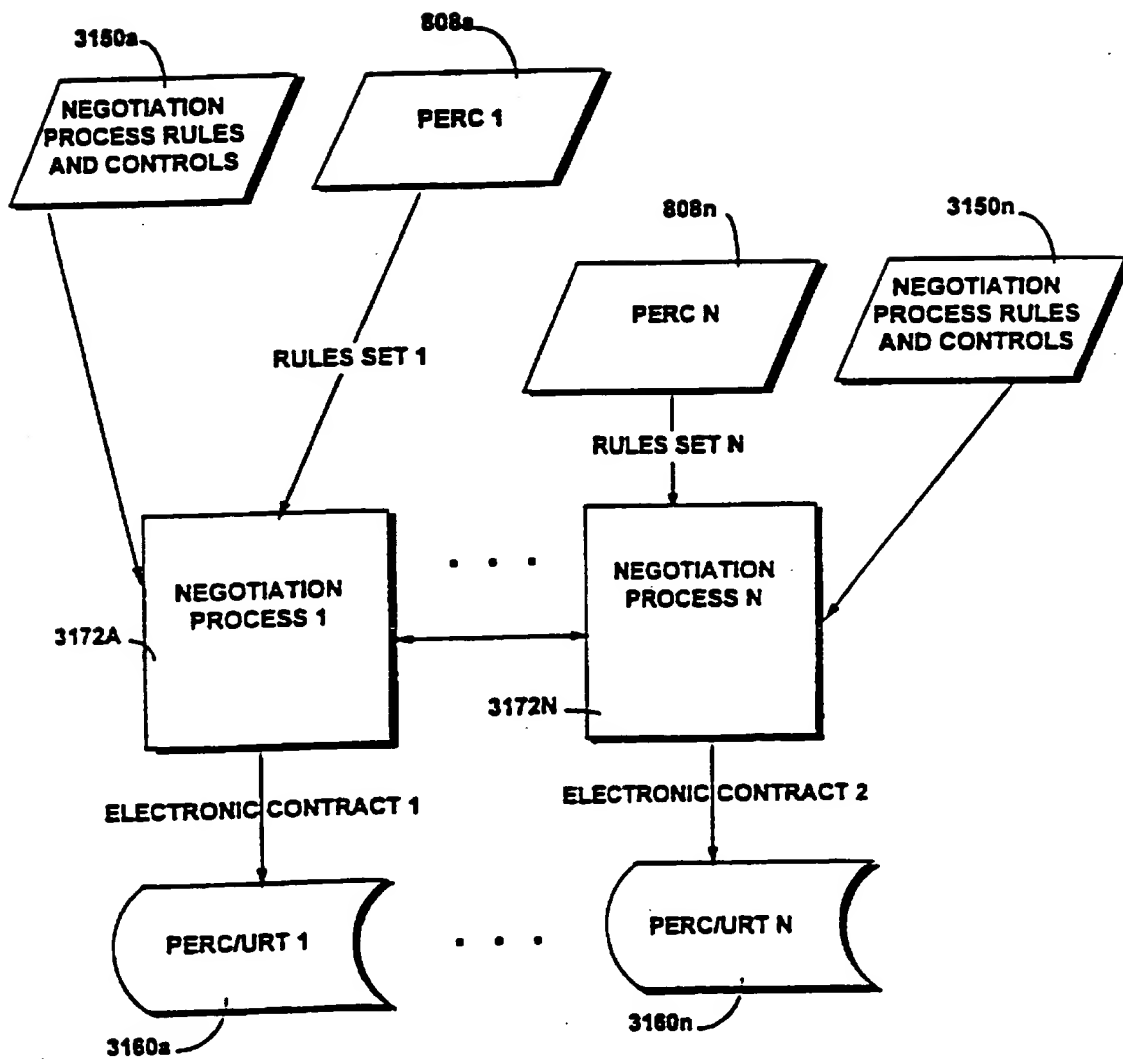 3150a
808a
NEGOTIATION
PROCESS RULES
AND CONTROLS
PERC 1
808n
3150n
PERC N
NEGOTIATION
PROCESS RULES
AND CONTROLS
RULES SET 1
RULES SET N
NEGOTIATION
PROCESS 1
. . .
NEGOTIATION
PROCESS N
3172A
3172N
ELECTRONIC CONTRACT 1
ELECTRONIC CONTRACT 2
PERC/URT 1
. . .
PERC/URT N
3160a
3160n